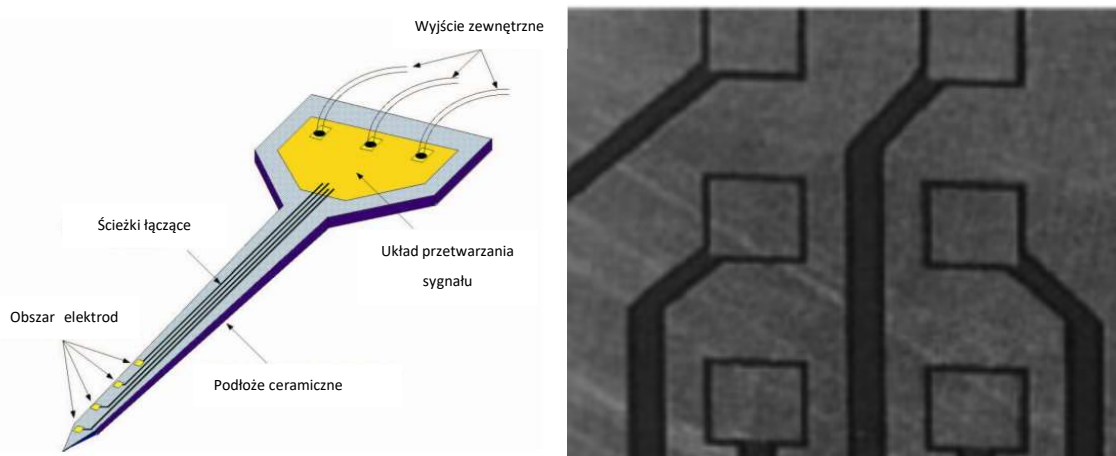 Wyjście zewnętrzne
Ścieżki łączące
Układ przetwarzania
sygnału
Obszar elektrod
Podłoże ceramiczne